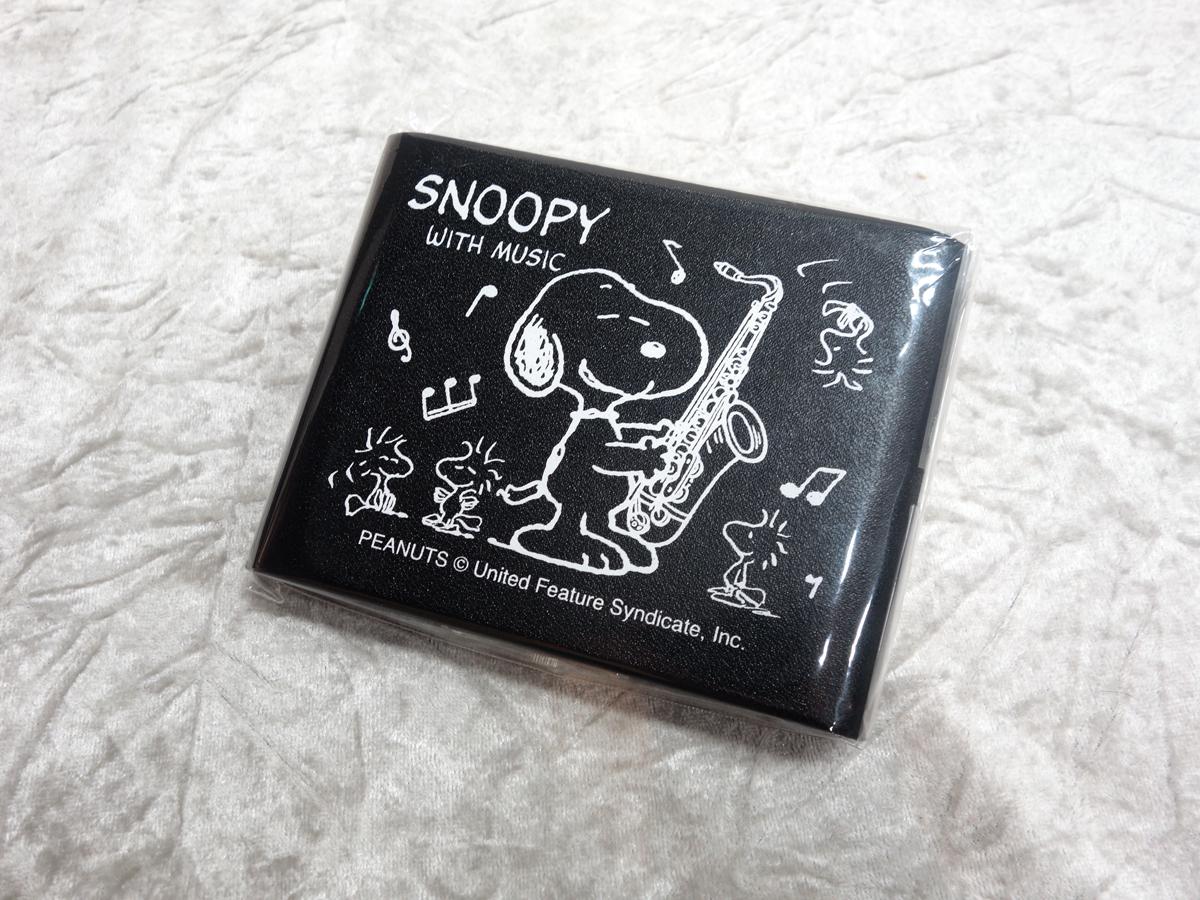 SNOOPY
WITH MUSIC
PEANUTS © United Feature Syndicate, Inc.